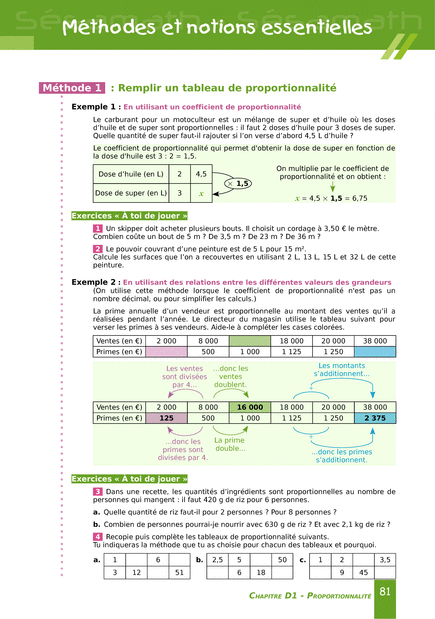 Méthodes et notions essentielles
Méthode 1 : Remplir un tableau de proportionnalité
Exemple 1 : En utilisant un coefficient de proportionnalité
Le carburant pour un motoculteur est un mélange de super et d'huile où les doses
d'huile et de super sont proportionnelles : il faut 2 doses d'huile pour 3 doses de super.
Quelle quantité de super faut-il rajouter si l'on verse d'abord 4,5 L d'huile ?
Le coefficient de proportionnalité qui permet d'obtenir la dose de super en fonction de
la dose d'huile est 3 : 2 = 1,5.
Dose d'huile (en L) 2 4,5
Dose de super (en L) 3 x
× 1,5
On multiplie par le coefficient de
proportionnalité et on obtient :
x = 4,5 × 1,5 = 6,75
Exercices « À toi de jouer »
1 Un skipper doit acheter plusieurs bouts. Il choisit un cordage à 3,50 € le mètre.
Combien coûte un bout de 5 m ? De 3,5 m ? De 23 m ? De 36 m ?
2 Le pouvoir couvrant d'une peinture est de 5 L pour 15 m².
Calcule les surfaces que l'on a recouvertes en utilisant 2 L, 13 L, 15 L et 32 L de cette
peinture.
Exemple 2 : En utilisant des relations entre les différentes valeurs des grandeurs
(On utilise cette méthode lorsque le coefficient de proportionnalité n'est pas un
nombre décimal, ou pour simplifier les calculs.)
La prime annuelle d'un vendeur est proportionnelle au montant des ventes qu'il a
réalisées pendant l'année. Le directeur du magasin utilise le tableau suivant pour
verser les primes à ses vendeurs. Aide-le à compléter les cases colorées.
Ventes (en €) 2 000 8 000 18 000 20 000 38 000
Primes (en €) 500 1 000 1 125 1 250
Les ventes
sont divisées
par 4...
...donc les
ventes
doublent.
Les montants
s'additionnent...
Ventes (en €) 2 000 8 000 16 000 18 000 20 000 38 000
Primes (en €) 125 500 1 000 1 125 1 250 2 375
...donc les
primes sont
divisées par 4.
La prime
double...
...donc les primes
s'additionnent.
Exercices « À toi de jouer »
3 Dans une recette, les quantités d'ingrédients sont proportionnelles au nombre de
personnes qui mangent : il faut 420 g de riz pour 6 personnes.
a. Quelle quantité de riz faut-il pour 2 personnes ? Pour 8 personnes ?
b. Combien de personnes pourrai-je nourrir avec 630 g de riz ? Et avec 2,1 kg de riz ?
4 Recopie puis complète les tableaux de proportionnalité suivants.
Tu indiqueras la méthode que tu as choisie pour chacun des tableaux et pourquoi.
a. 1 6 b. 2,5 5 50 c. 1 2 3,5
3 12 51 6 18 9 45
Chapitre D1 - Proportionnalité 81